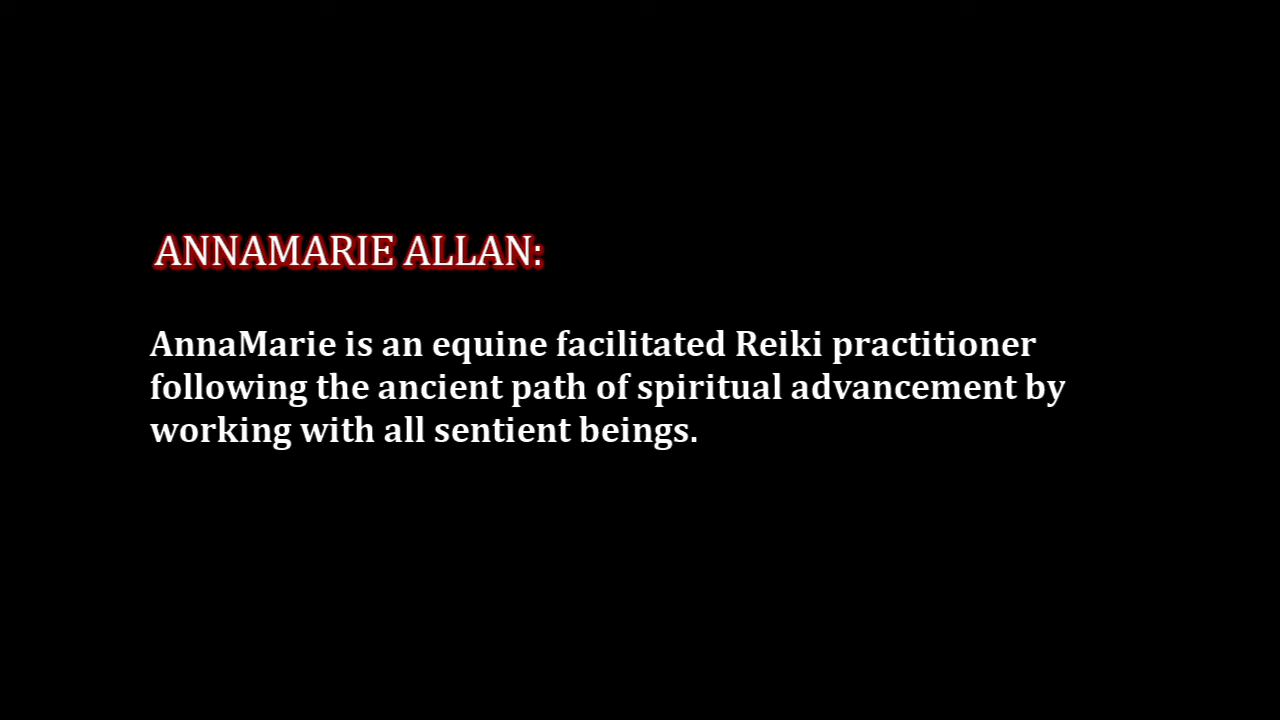 ANNAMARIE ALLAN:
AnnaMarie is an equine facilitated Reiki practitioner
following the ancient path of spiritual advancement by
working with all sentient beings.